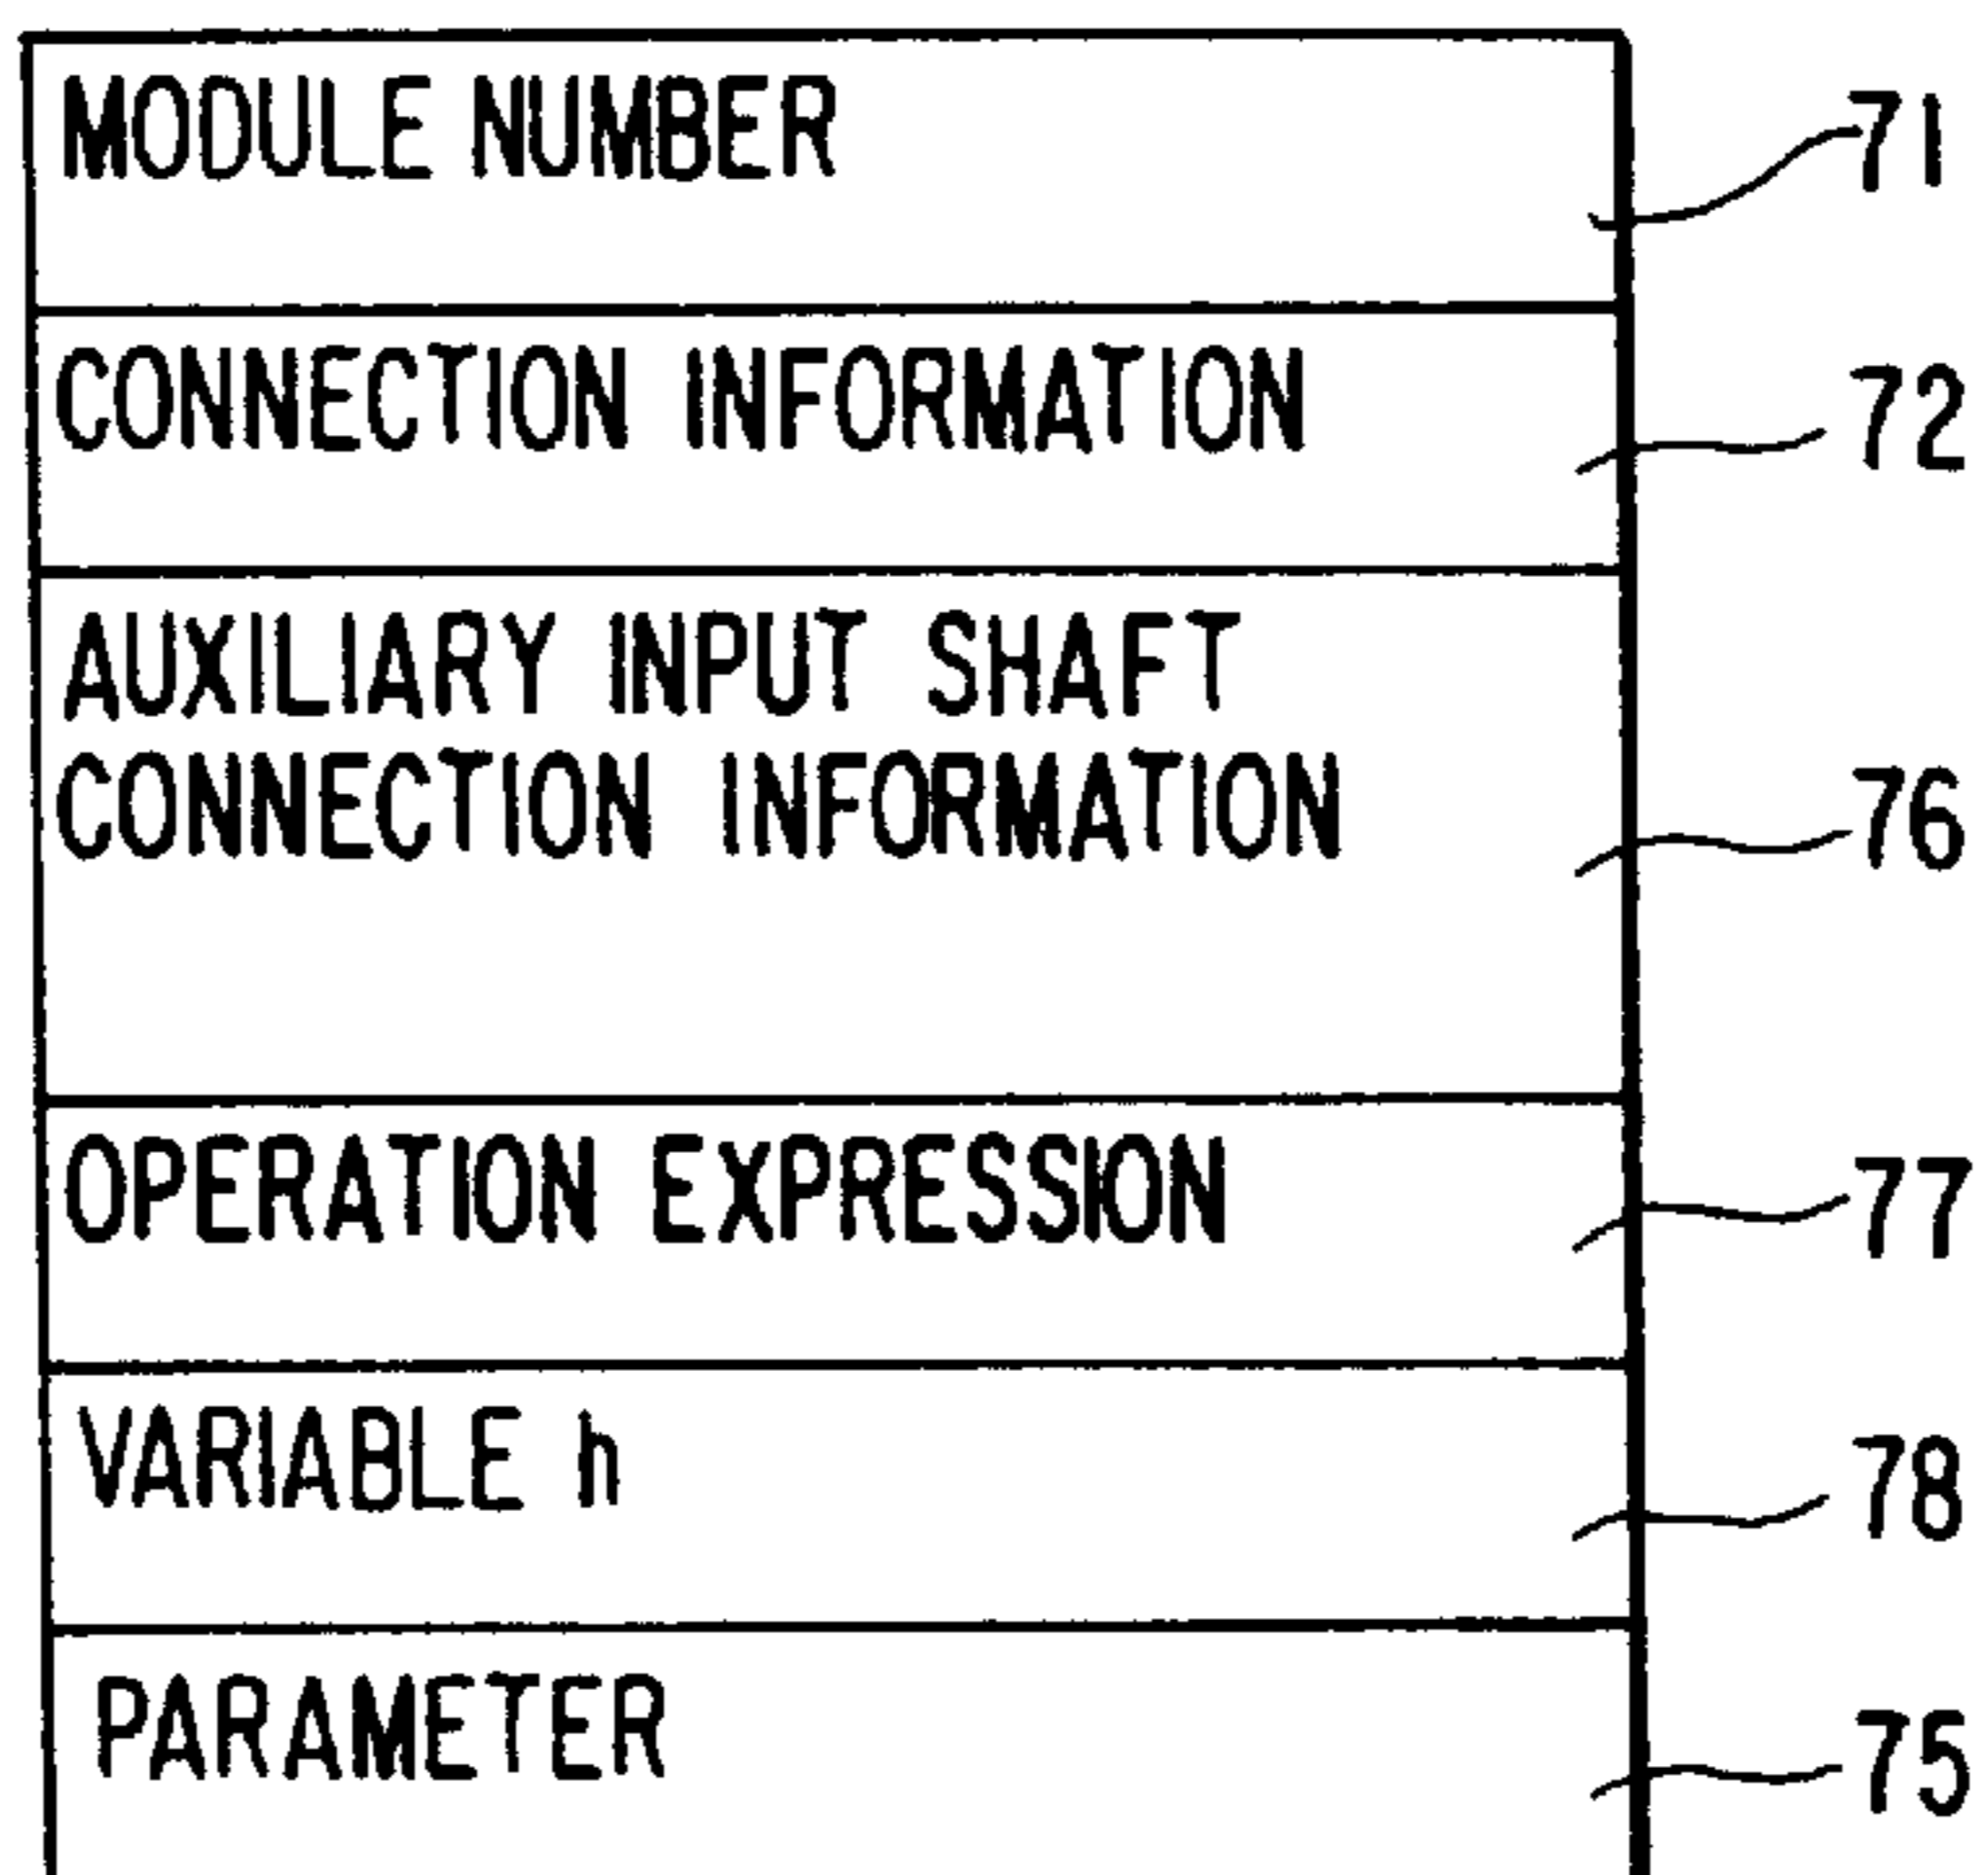 MODULE NUMBER 71
CONNECTION INFORMATION 72
AUXILIARY INPUT SHAFT
CONNECTION INFORMATION 76
OPERATION EXPRESSION 77
VARIABLE h 78
PARAMETER 75